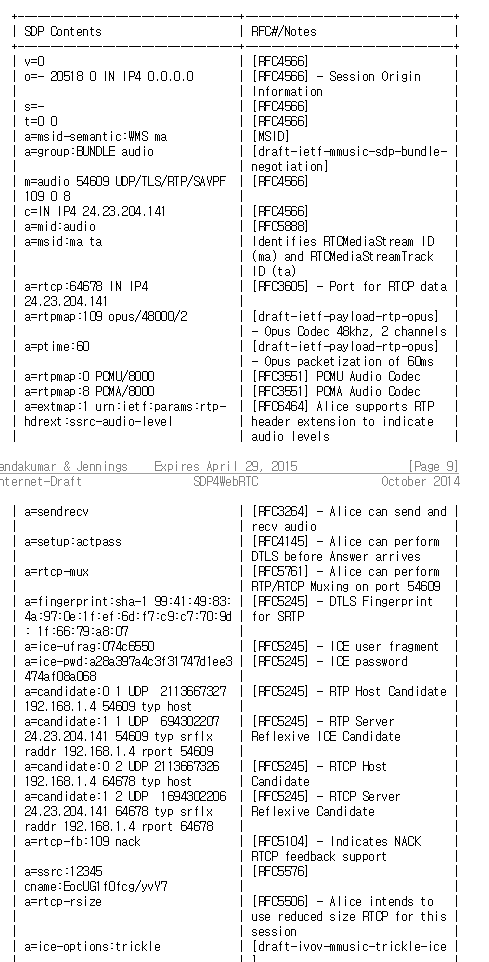 +--------------------------------+------------------------------+
| SDP Contents | RFC#/Notes |
+--------------------------------+------------------------------+
| v=0 | [RFC4566] |
| o=- 20518 0 IN IP4 0.0.0.0 | [RFC4566] - Session Origin |
| | Information |
| s=- | [RFC4566] |
| t=0 0 | [RFC4566] |
| a=msid-semantic:WMS ma | [MSID] |
| a=group:BUNDLE audio | [draft-ietf-mmusic-sdp-bundle- |
| | negotiation] |
| m=audio 54609 UDP/TLS/RTP/SAVPF | [RFC4566] |
| 109 0 8 | |
| c=IN IP4 24.23.204.141 | [RFC4566] |
| a=mid:audio | [RFC5888] |
| a=msid:ma ta | Identifies RTCMediaStream ID |
| | (ma) and RTCMediaStreamTrack |
| | ID (ta) |
| a=rtcp:64678 IN IP4 | [RFC3605] - Port for RTCP data |
| 24.23.204.141 | |
| a=rtpmap:109 opus/48000/2 | [draft-ietf-payload-rtp-opus] |
| | - Opus Codec 48khz, 2 channels |
| a=ptime:60 | [draft-ietf-payload-rtp-opus] |
| | - Opus packetization of 60ms |
| a=rtpmap:0 PCMU/8000 | [RFC3551] PCMU Audio Codec |
| a=rtpmap:8 PCMA/8000 | [RFC3551] PCMA Audio Codec |
| a=extmap:1 urn:ietf:params:rtp- | [RFC6464] Alice supports RTP |
| hdrext:ssrc-audio-level | header extension to indicate |
| | audio levels |
andakumar & Jennings Expires April 29, 2015 [Page 9]
nternet-Draft SDP4WebRTC October 2014
| a=sendrecv | [RFC3264] - Alice can send and |
| | recv audio |
| a=setup:actpass | [RFC4145] - Alice can perform |
| | DTLS before Answer arrives |
| a=rtcp-mux | [RFC5761] - Alice can perform |
| | RTP/RTCP Muxing on port 54609 |
| a=fingerprint:sha-1 99:41:49:83: | [RFC5245] - DTLS Fingerprint |
| 4a:97:0e:1f:ef:6d:f7:c9:c7:70:9d | for SRTP |
| : 1f:66:79:a8:07 | |
| a=ice-ufrag:074c6550 | [RFC5245] - ICE user fragment |
| a=ice-pwd:a28a397a4c3f31747d1ee3 | [RFC5245] - ICE password |
| 474af08a068 | |
| a=candidate:0 1 UDP 2113667327 | [RFC5245] - RTP Host Candidate |
| 192.168.1.4 54609 typ host | |
| a=candidate:1 1 UDP 694302207 | [RFC5245] - RTP Server |
| 24.23.204.141 54609 typ srflx | Reflexive ICE Candidate |
| raddr 192.168.1.4 rport 54609 | |
| a=candidate:0 2 UDP 2113667326 | [RFC5245] - RTCP Host |
| 192.168.1.4 64678 typ host | Candidate |
| a=candidate:1 2 UDP 1694302206 | [RFC5245] - RTCP Server |
| 24.23.204.141 64678 typ srflx | Reflexive Candidate |
| raddr 192.168.1.4 rport 64678 | |
| a=rtcp-fb:109 nack | [RFC5104] - Indicates NACK |
| | RTCP feedback support |
| a=ssrc:12345 | [RFC5576] |
| cname:EocUG1f0fcg/yvY7 | |
| a=rtcp-rsize | [RFC5506] - Alice intends to |
| | use reduced size RTCP for this |
| | session |
| a=ice-options:trickle | [draft-ivov-mmusic-trickle-ice |
| | ] |